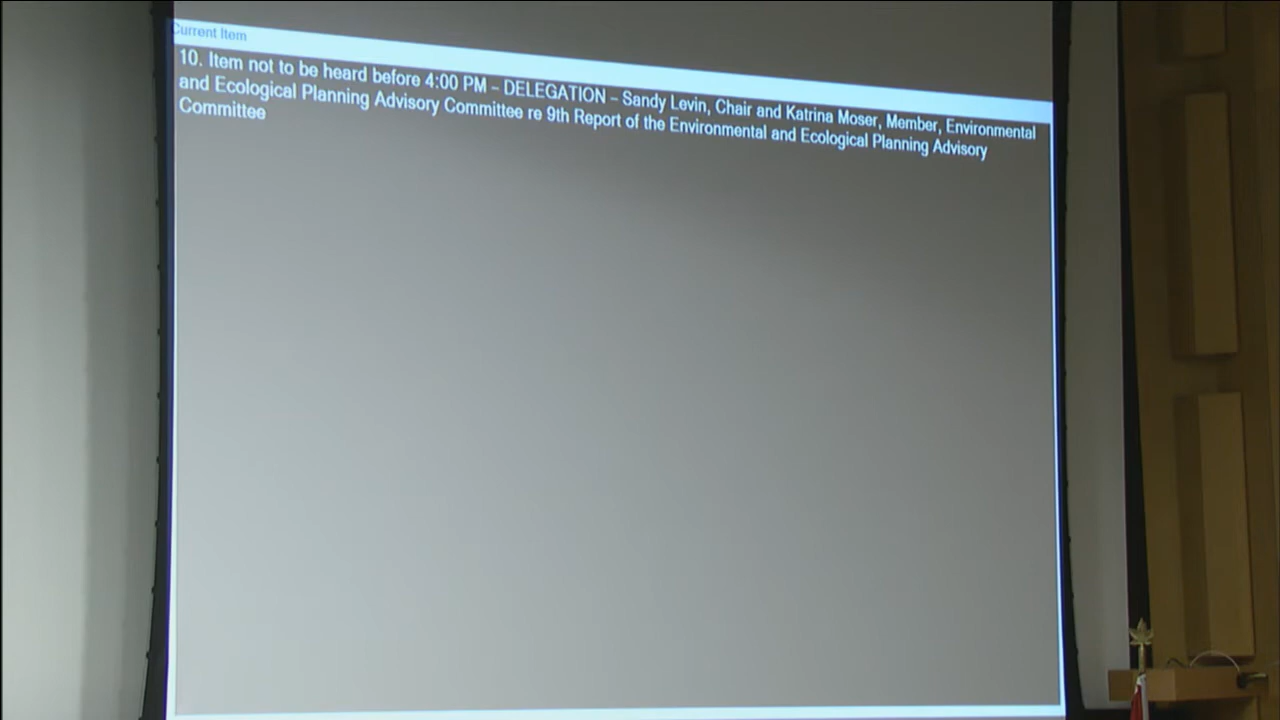 Current Item
10. Item not to be heard before 4:00 PM – DELEGATION – Sandy Levin, Chair and Katrina Moser, Member, Environmental
and Ecological Planning Advisory Committee re 9th Report of the Environmental and Ecological Planning Advisory
Committee